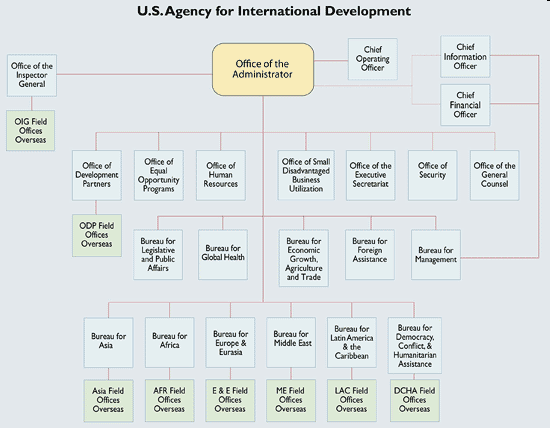 U.S. Agency for International Development
Office of the
Inspector
General
OIG Field
Offices
Overseas
Office of the
Administrator
Chief
Operating
Officer
Chief
Information
Officer
Chief
Financial
Officer
Office of
Development
Partners
ODP Field
Offices
Overseas
Office of
Equal
Opportunity
Programs
Office of
Human
Resources
Office of Small
Disadvantaged
Business
Utilization
Office of the
Executive
Secretariat
Office of
Security
Office of
the General
Counsel
Bureau for
Legislative
and Public
Affairs
Bureau for
Global Health
Bureau for
Economic
Growth,
Agriculture
and Trade
Bureau for
Foreign
Assistance
Bureau for
Management
Bureau for
Asia
Bureau for
Africa
Bureau for
Europe &
Eurasia
Bureau for
Middle East
Bureau for
Latin America
& the
Caribbean
Bureau for
Democracy,
Conflict, &
Humanitarian
Assistance
Asia Field
Offices
Overseas
AFR Field
Offices
Overseas
E & E Field
Offices
Overseas
ME Field
Offices
Overseas
LAC Field
Offices
Overseas
DCHA Field
Offices
Overseas